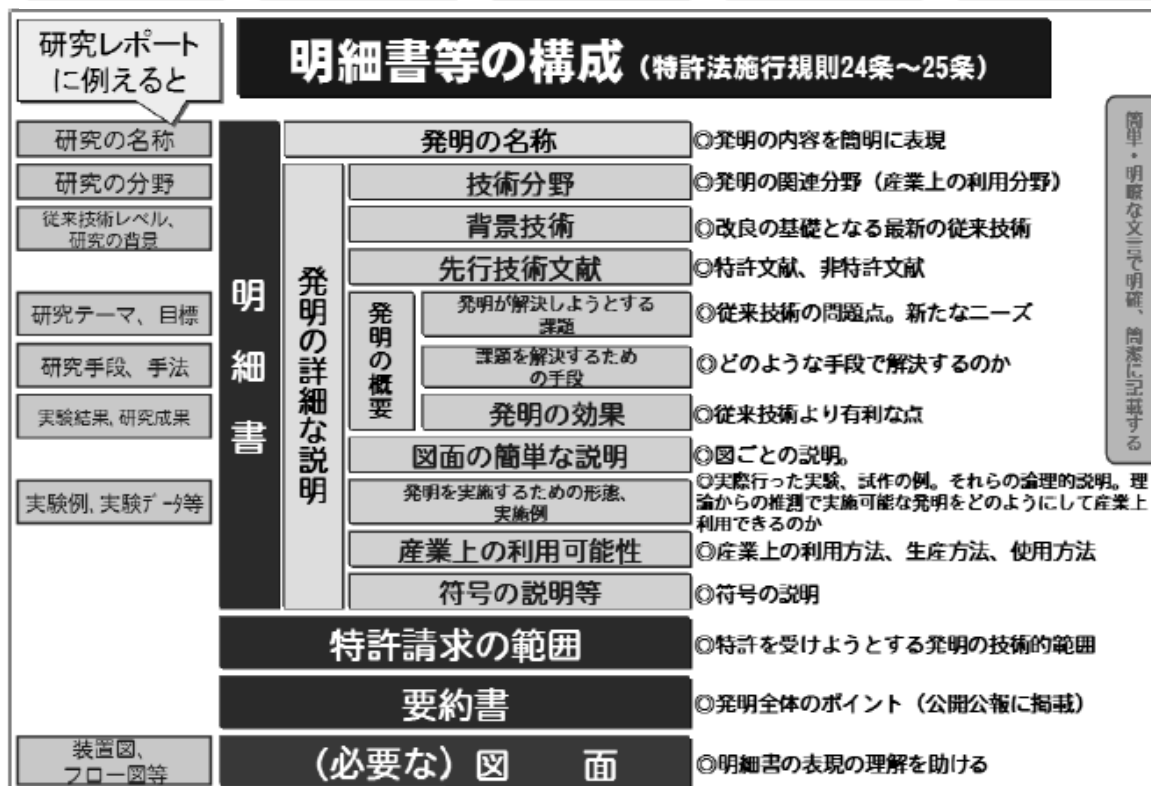 研究レポート
に例えると
明細書等の構成（特許法施行規則24条～25条）
簡単・明瞭な文言で明確、簡潔に記載する
明細書
研究の名称
発明の名称
◎発明の内容を簡明に表現
発明の詳細な説明
研究の分野
技術分野
◎発明の関連分野（産業上の利用分野）
従来技術レベル、
研究の背景
背景技術
◎改良の基礎となる最新の従来技術
先行技術文献
◎特許文献、非特許文献
発明の概要
研究テーマ、目標
発明が解決しようとする
課題
◎従来技術の問題点。新たなニーズ
研究手段、手法
課題を解決するため
の手段
◎どのような手段で解決するのか
実験結果，研究成果
発明の効果
◎従来技術より有利な点
図面の簡単な説明
◎図ごとの説明。
実験例，実験データ等
発明を実施するための形態、
実施例
◎実際行った実験、試作の例。それらの論理的説明。理
論からの推測で実施可能な発明をどのようにして産業上
利用できるのか
産業上の利用可能性
◎産業上の利用方法、生産方法、使用方法
符号の説明等
◎符号の説明
特許請求の範囲
◎特許を受けようとする発明の技術的範囲
要約書
◎発明全体のポイント（公開公報に掲載）
装置図、
フロー図等
（必要な）図　面
◎明細書の表現の理解を助ける